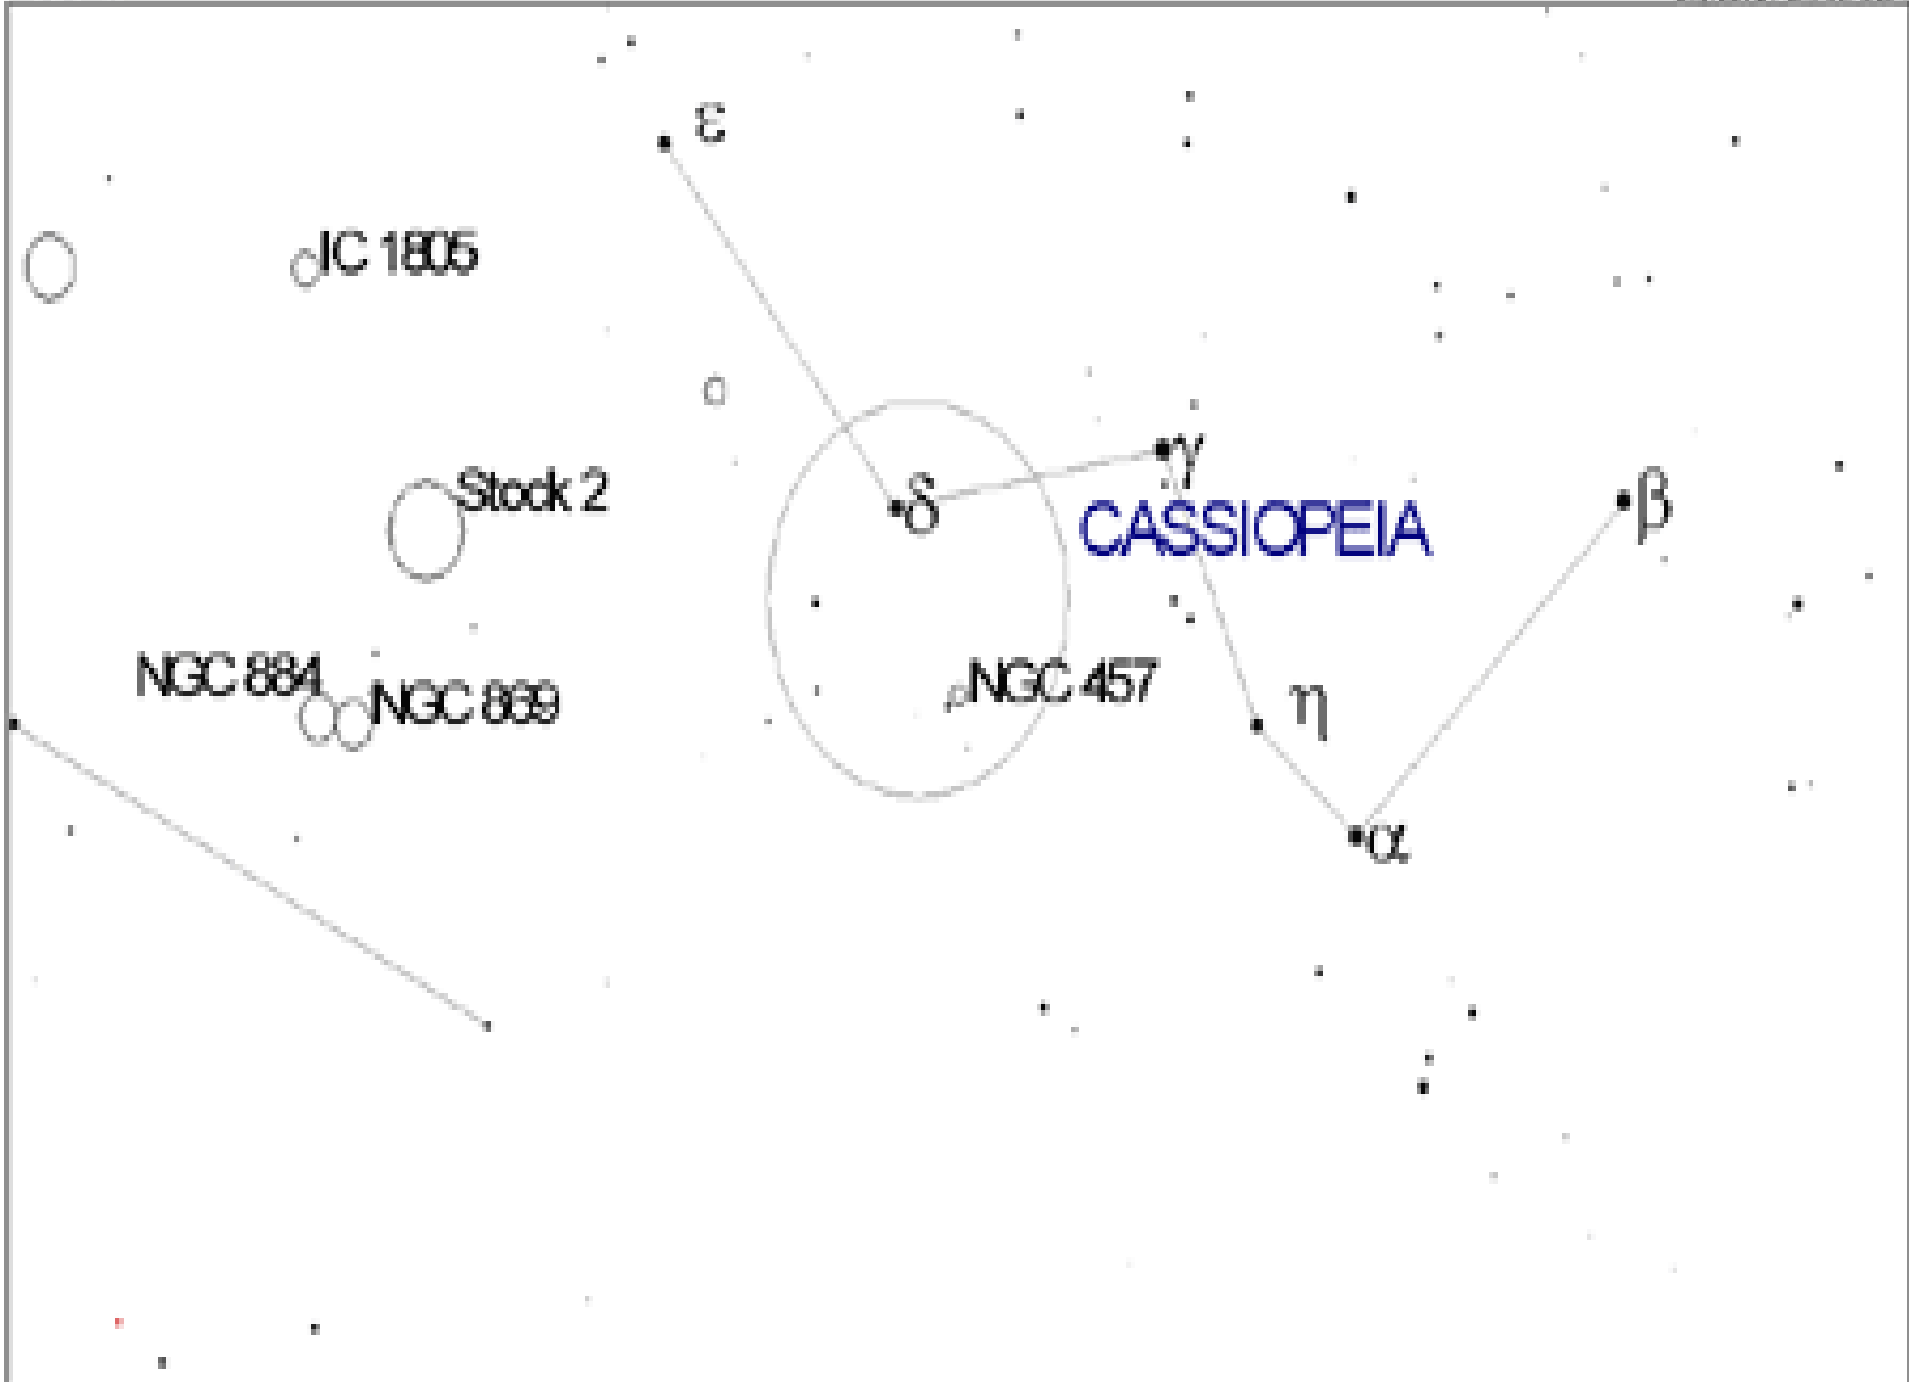 ε
IC 1805
γ
Stock 2
δ
β
CASSIOPEIA
NGC 884
NGC 869
NGC 457
η
α